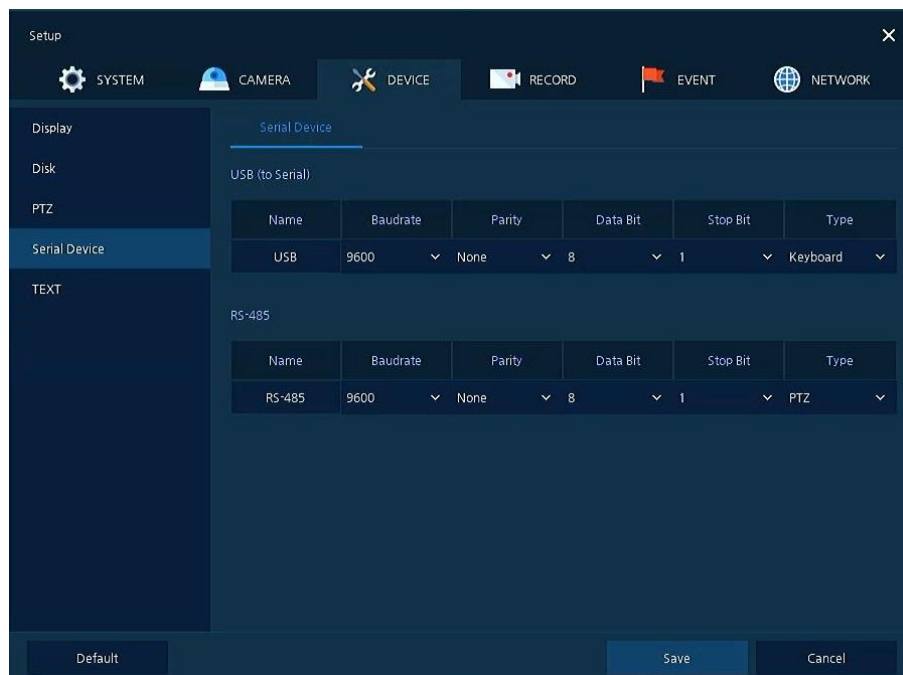 Setup
SYSTEM CAMERA DEVICE RECORD EVENT NETWORK
Display
Disk
PTZ
Serial Device
TEXT
Serial Device
USB (to Serial)
Name Baudrate Parity Data Bit Stop Bit Type
USB 9600 None 8 1 Keyboard
RS-485
Name Baudrate Parity Data Bit Stop Bit Type
RS-485 9600 None 8 1 PTZ
Default Save Cancel